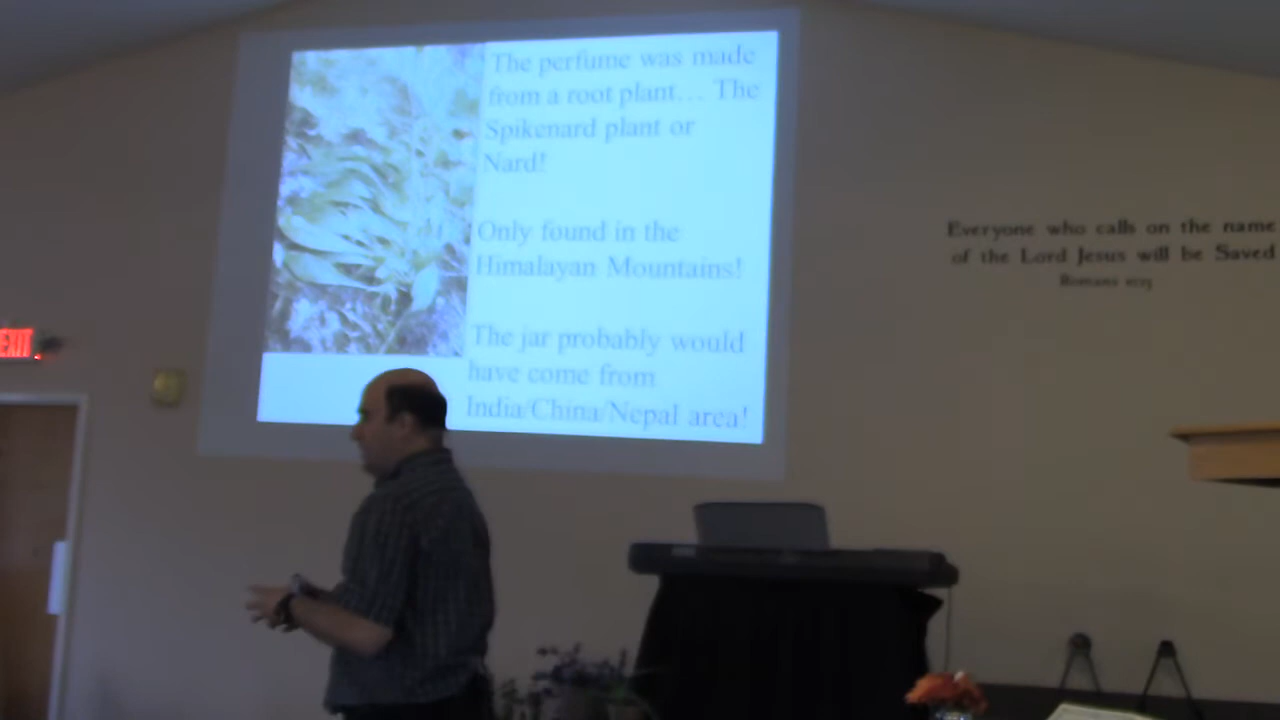 The perfume was made
from a root plant... The
Spikenard plant or
Nard!
Only found in the
Himalayan Mountains!
The jar probably would
have come from
India/China/Nepal area!
Everyone who calls on the name
of the Lord Jesus will be Saved
Romans
EXIT